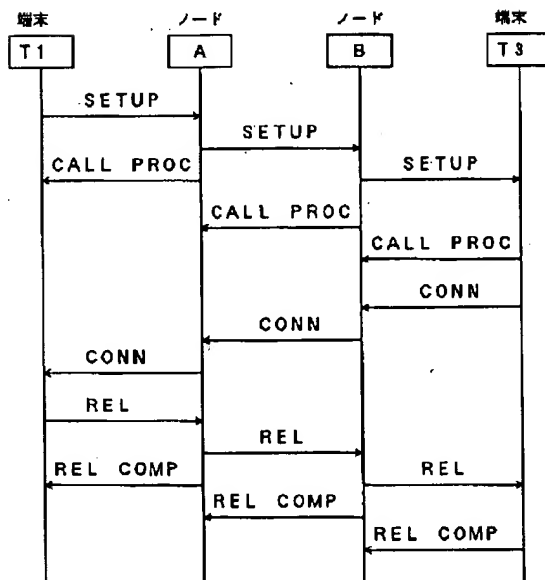 端末 ノード ノード 端末
T1 A B T3
SETUP
SETUP
CALL PROC SETUP
CALL PROC
CALL PROC
CONN
CONN
CONN
REL
REL
REL COMP REL
REL COMP
REL COMP